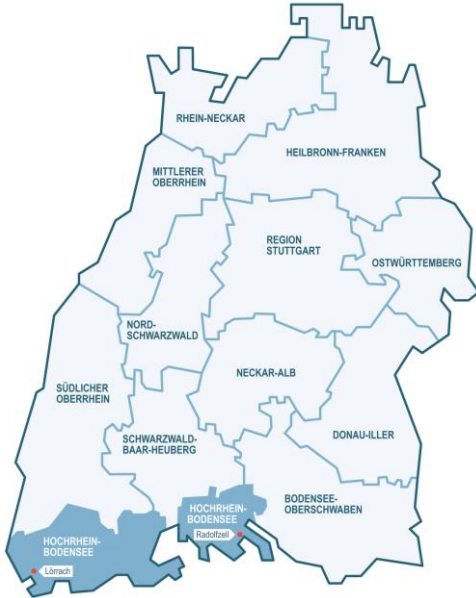 RHEIN-NECKAR
HEILBRONN-FRANKEN
MITTLERER
OBERRHEIN
REGION
STUTTGART
OSTWÜRTTEMBERG
NORD-
SCHWARZWALD
NECKAR-ALB
SÜDLICHER
OBERRHEIN
SCHWARZWALD-
BAAR-HEUBERG
DONAU-ILLER
BODENSEE-
OBERSCHWABEN
HOCHRHEIN-
BODENSEE
Radolfzell
HOCHRHEIN-
BODENSEE
Lörrach